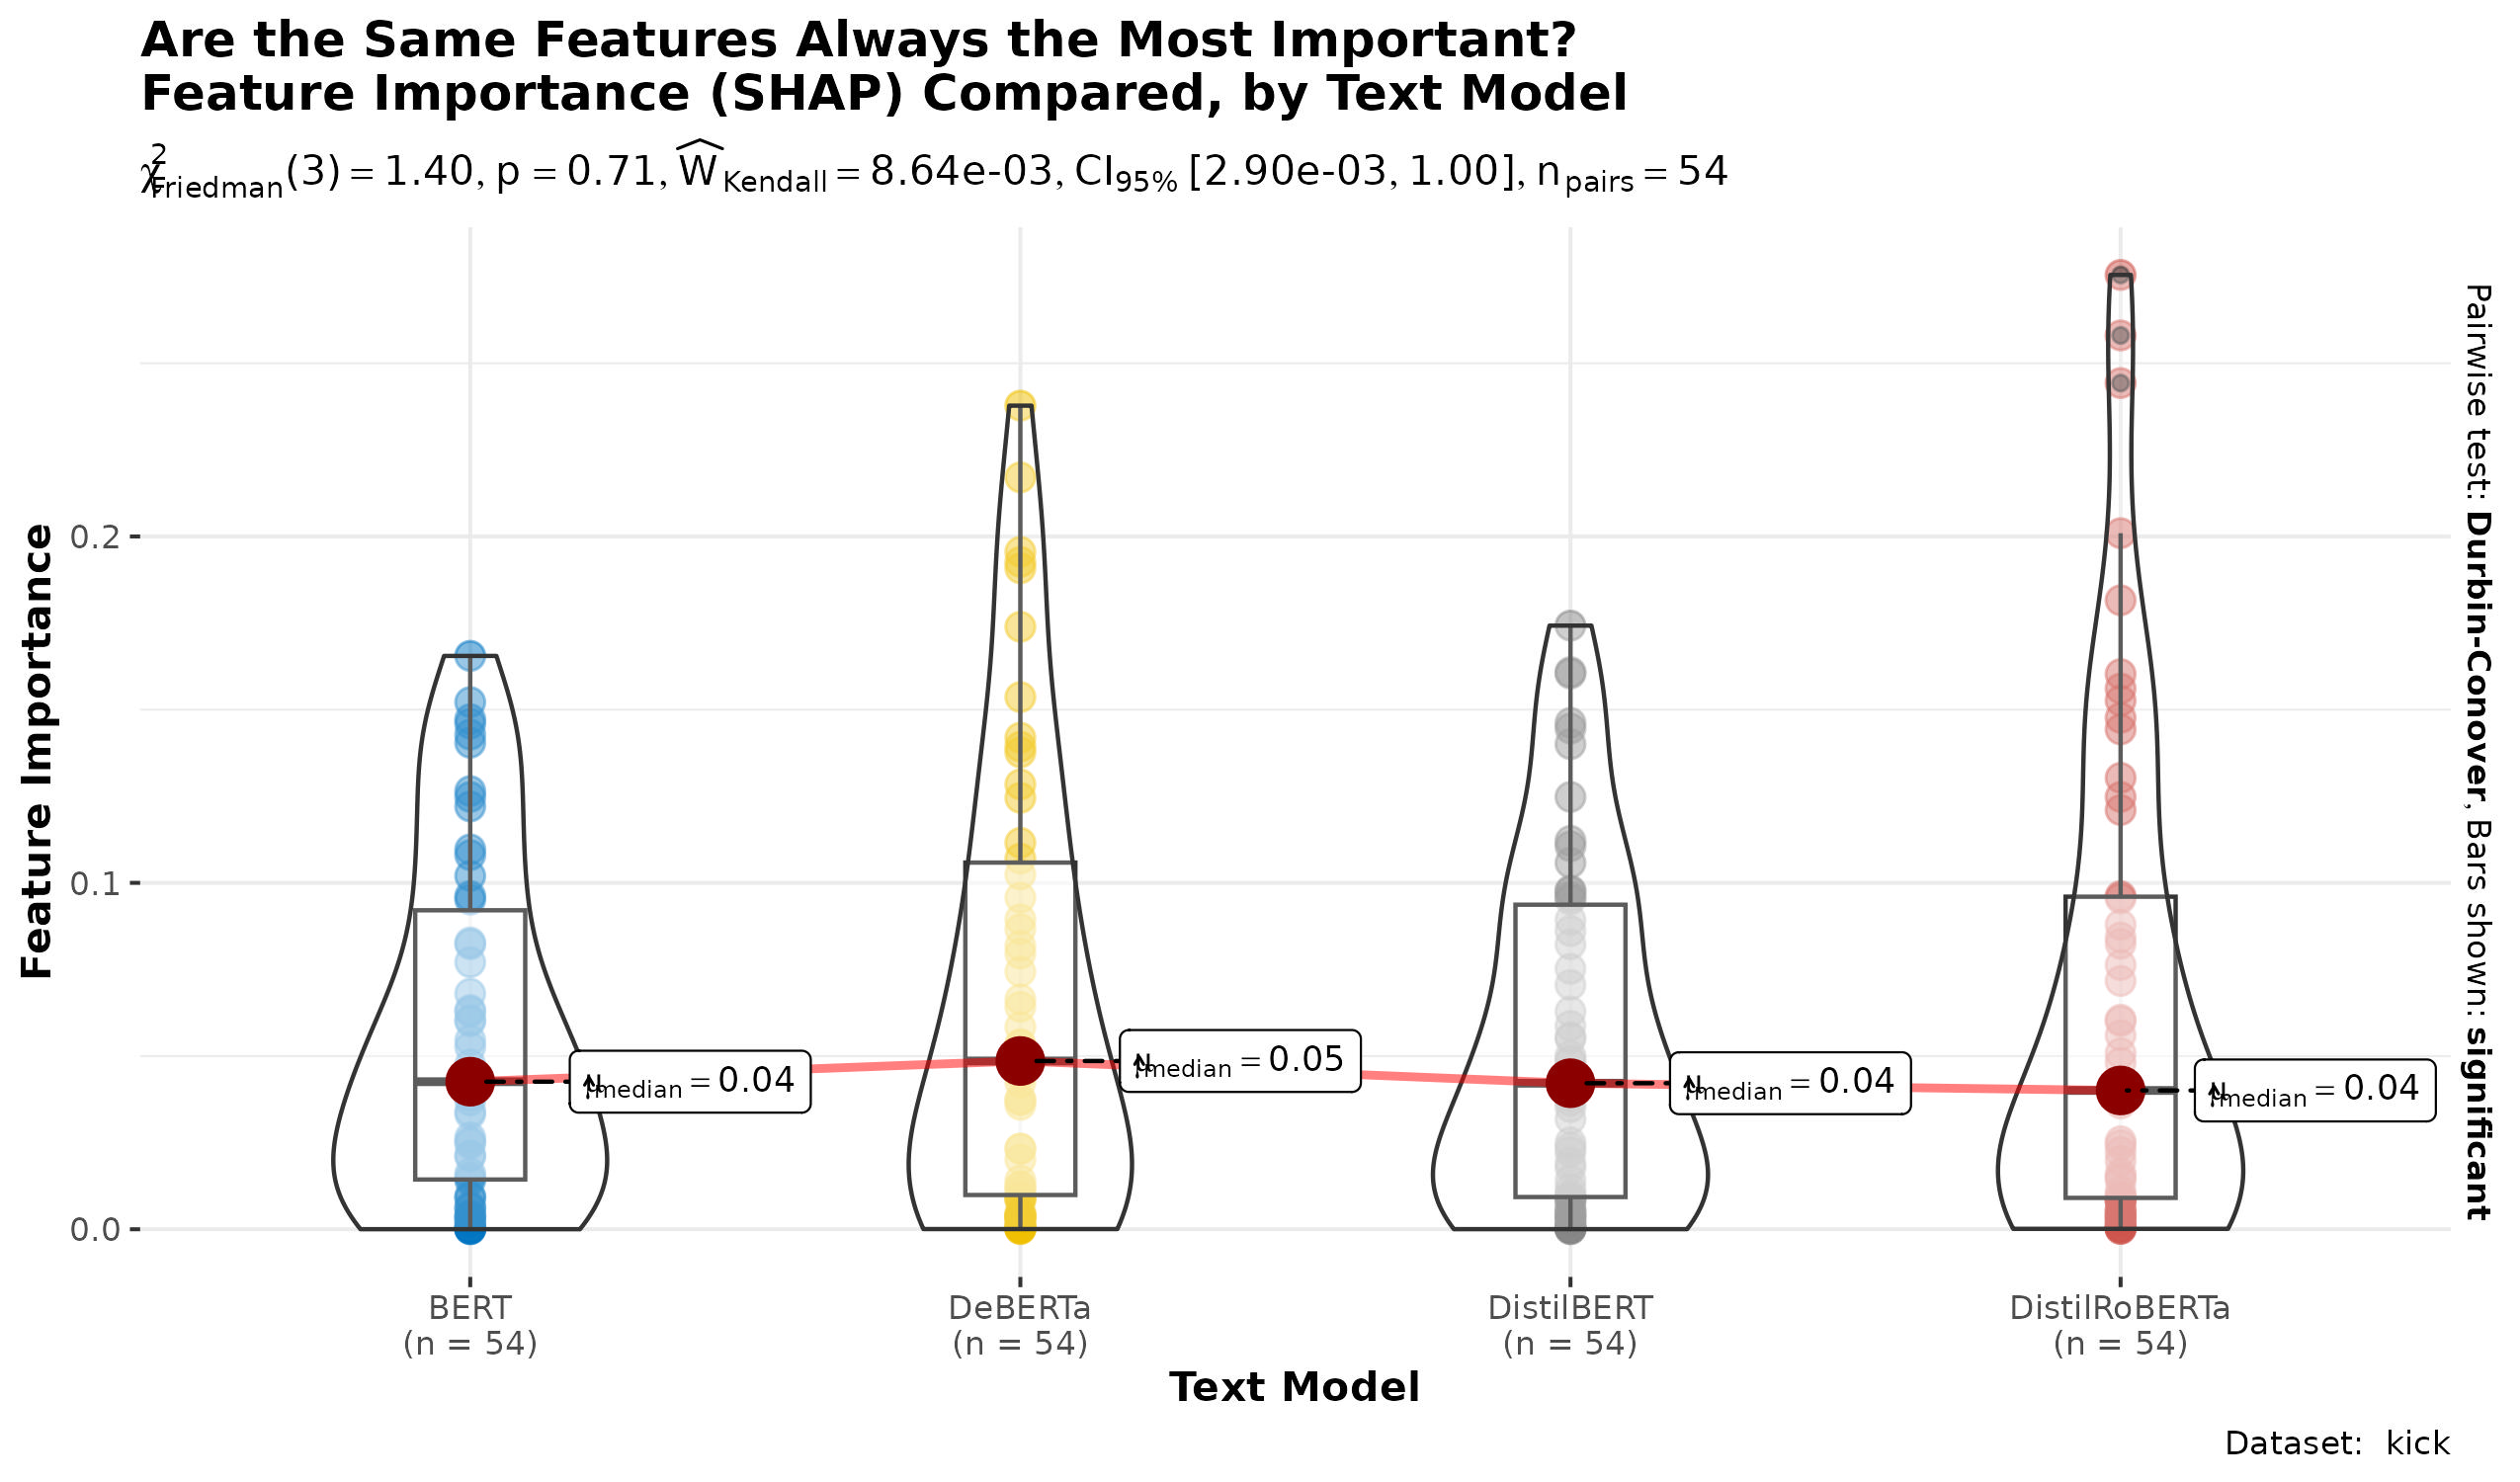 Are the Same Features Always the Most Important?
Feature Importance (SHAP) Compared, by Text Model
χ²Friedman(3) = 1.40, p = 0.71, ŴKendall = 8.64e-03, CI95% [2.90e-03, 1.00], npairs = 54
Feature Importance
0.2
0.1
0.0
μ̂median = 0.04
μ̂median = 0.05
μ̂median = 0.04
μ̂median = 0.04
Pairwise test: Durbin-Conover, Bars shown: significant
BERT
(n = 54)
DeBERTa
(n = 54)
DistilBERT
(n = 54)
DistilRoBERTa
(n = 54)
Text Model
Dataset: kick